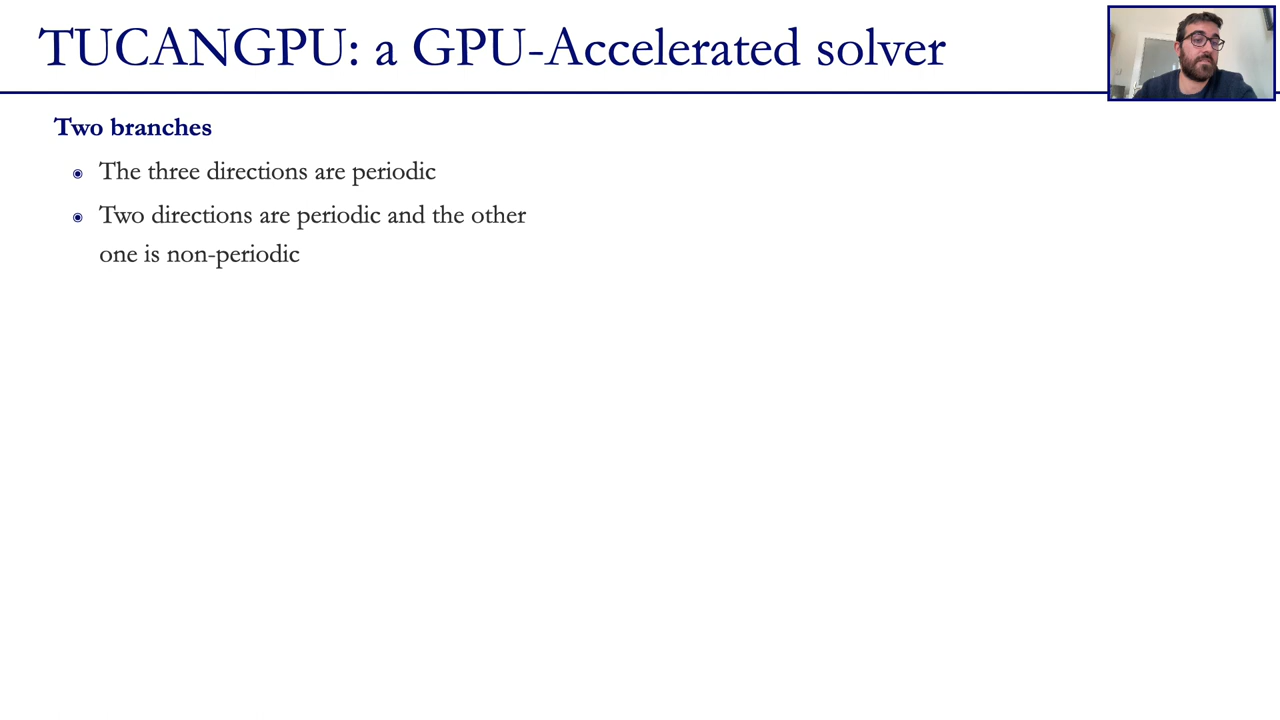 TUCANGPU: a GPU-Accelerated solver
Two branches
The three directions are periodic
Two directions are periodic and the other
one is non-periodic